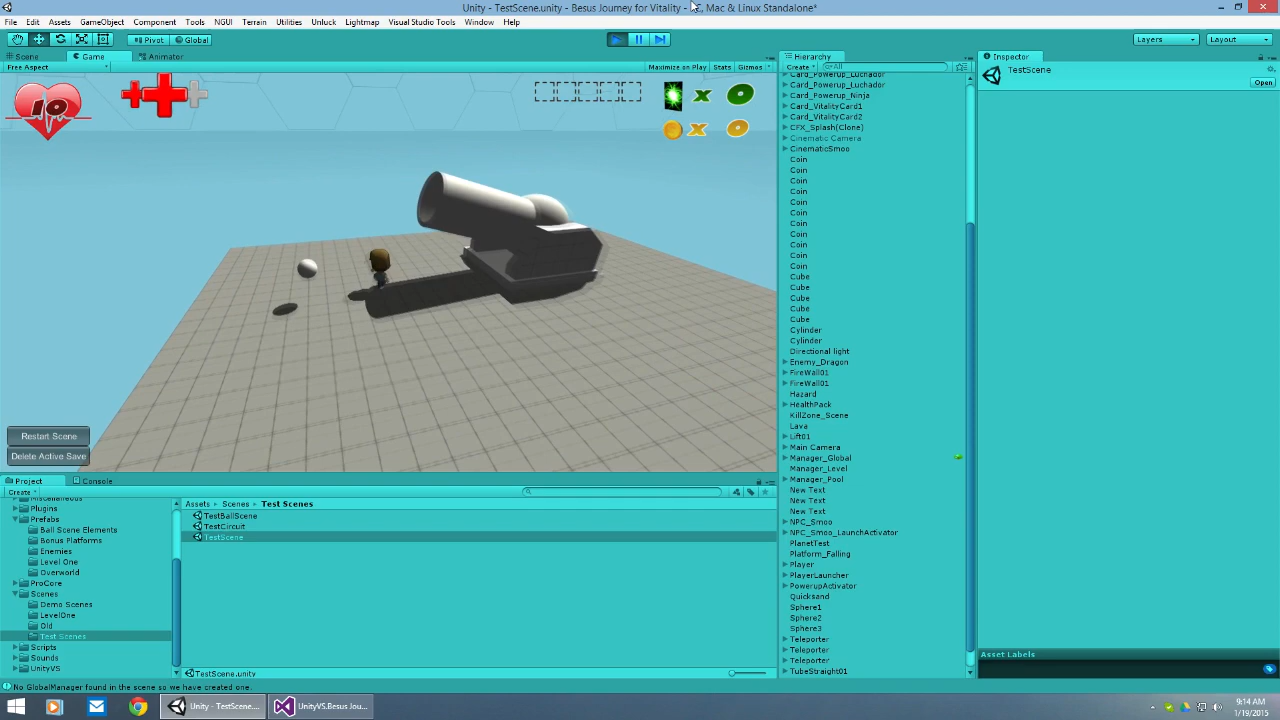 Unity - TestScene.unity - Besus Journey for Vitality - PC, Mac & Linux Standalone*
File Edit Assets GameObject Component Tools NGUI Terrain Utilities Unluck Lightmap Visual Studio Tools Window Help
Pivot Global Layers Layout
Scene Game Animator Hierarchy Inspector
Free Aspect Maximize on Play Stats Gizmos Create All
TestScene
Open
10 x 0
x 0
Card_Powerup_Luchador
Card_Powerup_Luchador
Card_Powerup_Ninja
Card_VitalityCard1
Card_VitalityCard2
CFX_Splash(Clone)
Cinematic Camera
CinematicSmoo
Coin
Coin
Coin
Coin
Coin
Coin
Coin
Coin
Coin
Coin
Coin
Cube
Cube
Cube
Cube
Cube
Cylinder
Cylinder
Directional light
Enemy_Dragon
FireWall01
FireWall01
Hazard
HealthPack
KillZone_Scene
Lava
Lift01
Main Camera
Manager_Global
Manager_Level
Manager_Pool
New Text
New Text
New Text
NPC_Smoo
NPC_Smoo_LaunchActivator
PlanetTest
Platform_Falling
Player
PlayerLauncher
PowerupActivator
Quicksand
Sphere1
Sphere2
Sphere3
Teleporter
Teleporter
Teleporter
TubeStraight01
Restart Scene
Delete Active Save
Project Console
Create
Miscellaneous
Plugins
Prefabs
Ball Scene Elements
Bonus Platforms
Enemies
Level One
Overworld
ProCore
Scenes
Demo Scenes
LevelOne
Old
Test Scenes
Scripts
Sounds
UnityVS
Assets Scenes Test Scenes
TestBallScene
TestCircuit
TestScene
TestScene.unity
Asset Labels
No GlobalManager found in the scene so we have created one.
Unity - TestScene.... UnityVS.Besus Jou...
9:14 AM
1/19/2015